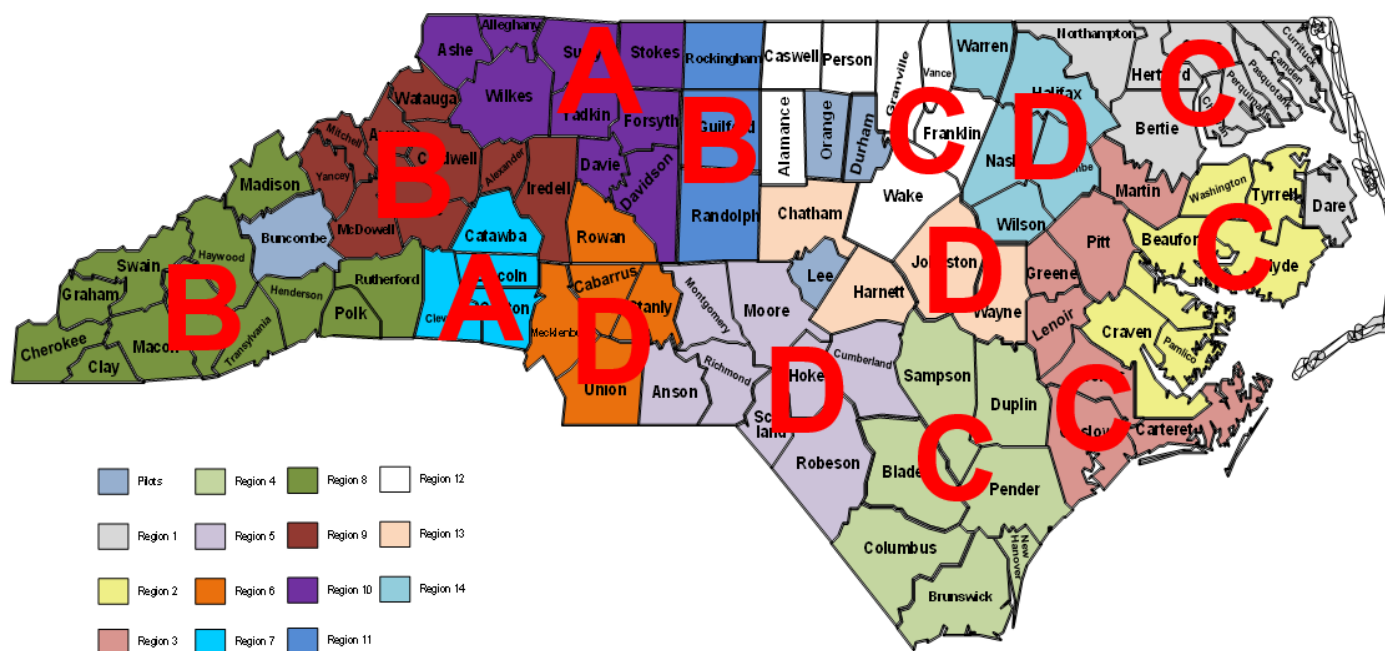 Alleghany
Ashe
Stokes
Rockingham
Caswell
Person
Granville
Vance
Warren
Northampton
Currituck
Camden
Pasquotank
Perquimans
Hertford
Halifax
A
C
Watauga
Wilkes
Yadkin
Forsyth
Guilford
Alamance
Orange
Durham
Franklin
Nash
Bertie
B
C
D
Mitchell
Caldwell
Alexander
Iredell
Davie
Davidson
B
Yancey
Madison
McDowell
Buncombe
Catawba
Rowan
Randolph
Chatham
Wake
Wilson
Martin
Washington
Tyrrell
Dare
Haywood
Swain
Rutherford
Lincoln
Cabarrus
Stanly
Montgomery
Moore
Lee
Harnett
Johnston
Wayne
Greene
Pitt
Beaufort
Hyde
C
Graham
Henderson
Polk
B
A
D
Cherokee
Macon
Clay
Transylvania
Mecklenburg
Union
Anson
Richmond
Hoke
Cumberland
Sampson
Duplin
Lenoir
Craven
Pamlico
D
D
Scotland
Robeson
Bladen
Pender
Onslow
Carteret
C
C
Columbus
Brunswick
New
Hanover
Pilots
Region 4
Region 8
Region 12
Region 1
Region 5
Region 9
Region 13
Region 2
Region 6
Region 10
Region 14
Region 3
Region 7
Region 11